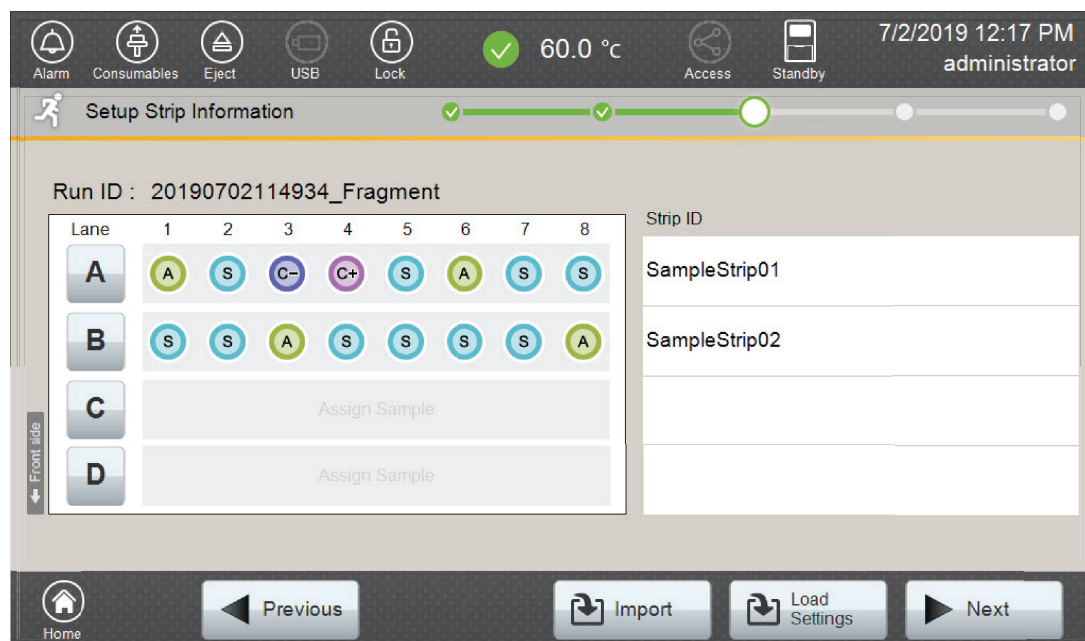 7/2/2019 12:17 PM
60.0 °c
administrator
Alarm Consumables Eject USB Lock Access Standby
Setup Strip Information
Run ID : 20190702114934_Fragment
Strip ID
Lane 1 2 3 4 5 6 7 8
A A S C- C+ S A S S SampleStrip01
B S S A S S S S A SampleStrip02
C Assign Sample
D Assign Sample
Front side
Previous Import Load Settings Next
Home